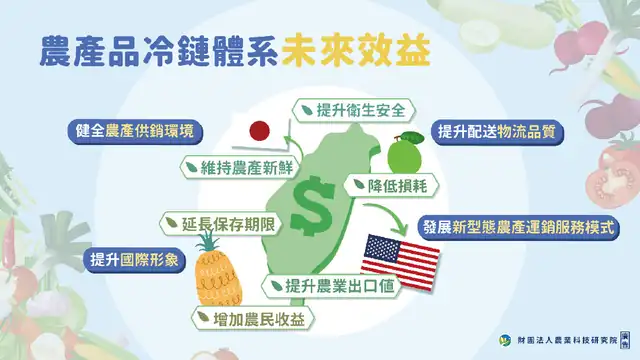 農產品冷鏈體系未來效益
提升衛生安全
健全農產供銷環境
提升配送物流品質
維持農產新鮮
降低損耗
延長保存期限
發展新型態農產運銷服務模式
提升國際形象
提升農業出口值
增加農民收益
$
財團法人農業科技研究院
廣告